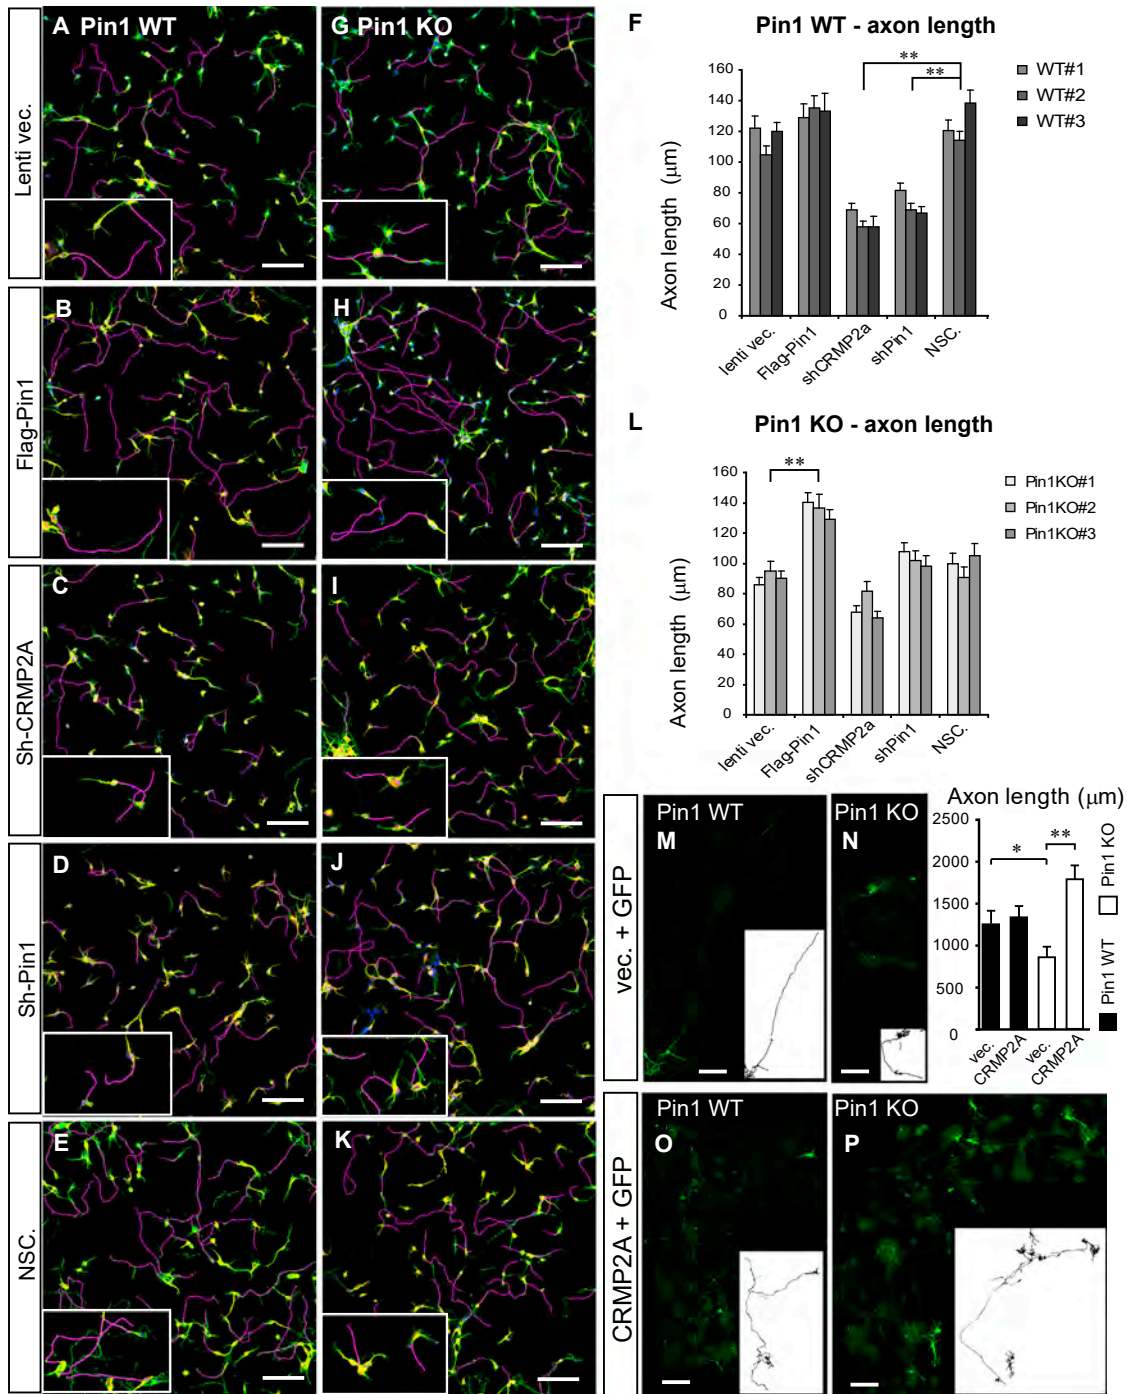 A Pin1 WT
G Pin1 KO
Lenti vec.
B
H
Flag-Pin1
C
I
Sh-CRMP2A
D
J
Sh-Pin1
E
K
NSC.
F
Pin1 WT - axon length
**
**
160
140
120
100
80
60
40
20
0
Axon length (μm)
WT#1
WT#2
WT#3
lenti vec.
Flag-Pin1
shCRMP2a
shPin1
NSC.
L
Pin1 KO - axon length
**
160
140
120
100
80
60
40
20
0
Axon length (μm)
Pin1KO#1
Pin1KO#2
Pin1KO#3
lenti vec.
Flag-Pin1
shCRMP2a
shPin1
NSC.
vec. + GFP
Pin1 WT
M
Pin1 KO
N
Axon length (μm)
2500
2000
1500
1000
500
0
*
**
vec.
CRMP2A
vec.
CRMP2A
Pin1 WT
Pin1 KO
CRMP2A + GFP
Pin1 WT
O
Pin1 KO
P